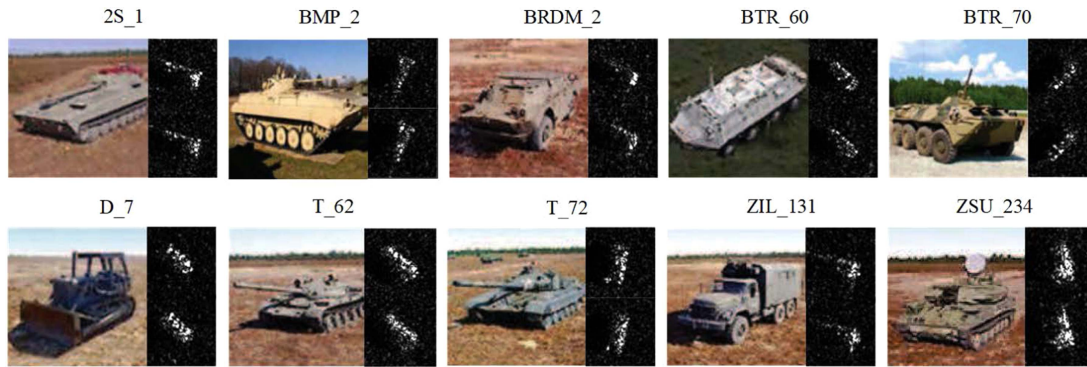 2S_1 BMP_2 BRDM_2 BTR_60 BTR_70
D_7 T_62 T_72 ZIL_131 ZSU_234